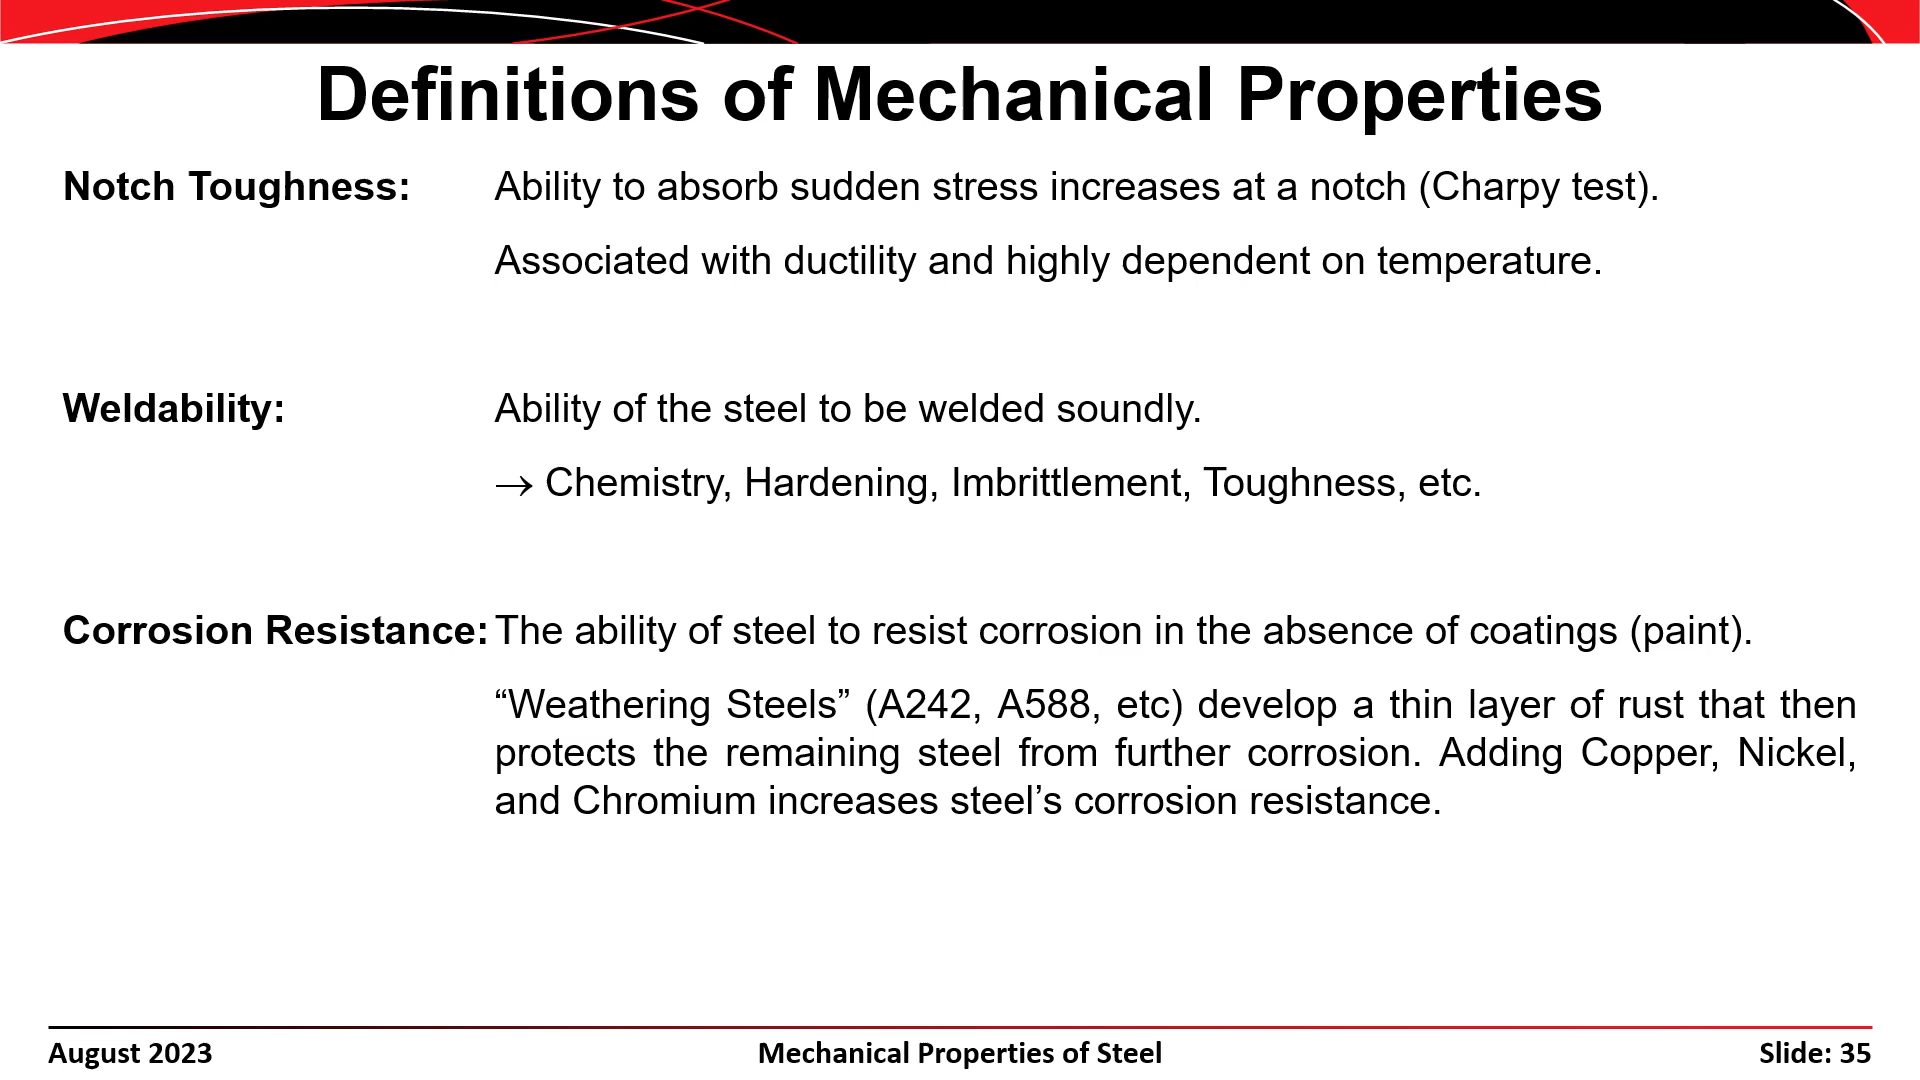 Definitions of Mechanical Properties
Notch Toughness: Ability to absorb sudden stress increases at a notch (Charpy test).
Associated with ductility and highly dependent on temperature.
Weldability: Ability of the steel to be welded soundly.
→ Chemistry, Hardening, Imbrittlement, Toughness, etc.
Corrosion Resistance: The ability of steel to resist corrosion in the absence of coatings (paint).
“Weathering Steels” (A242, A588, etc) develop a thin layer of rust that then
protects the remaining steel from further corrosion. Adding Copper, Nickel,
and Chromium increases steel’s corrosion resistance.
August 2023 Mechanical Properties of Steel Slide: 35